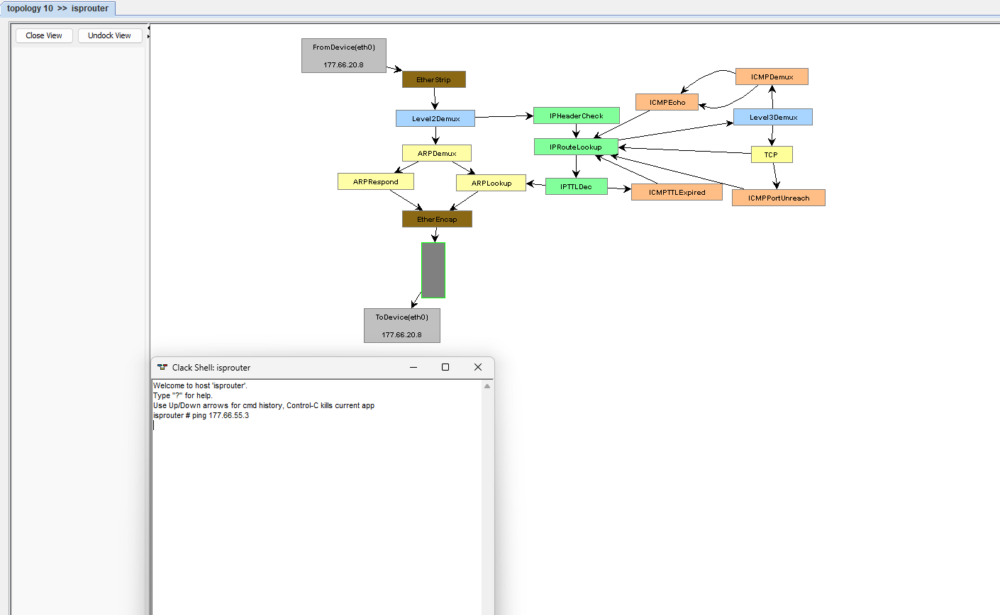 topology 10 >> isprouter
Close View
Undock View
FromDevice(eth0)
177.66.20.8
EtherStrip
Level2Demux
IPHeaderCheck
ICMPDemux
ICMPEcho
Level3Demux
ARPDemux
IPRouteLookup
TCP
ARPRespond
ARPLookup
IPTTLDec
ICMPTTLExpired
ICMPPortUnreach
EtherEncap
ToDevice(eth0)
177.66.20.8
Clack Shell: isprouter
Welcome to host 'isprouter'.
Type "?" for help.
Use Up/Down arrows for cmd history, Control-C kills current app
isprouter # ping 177.66.55.3